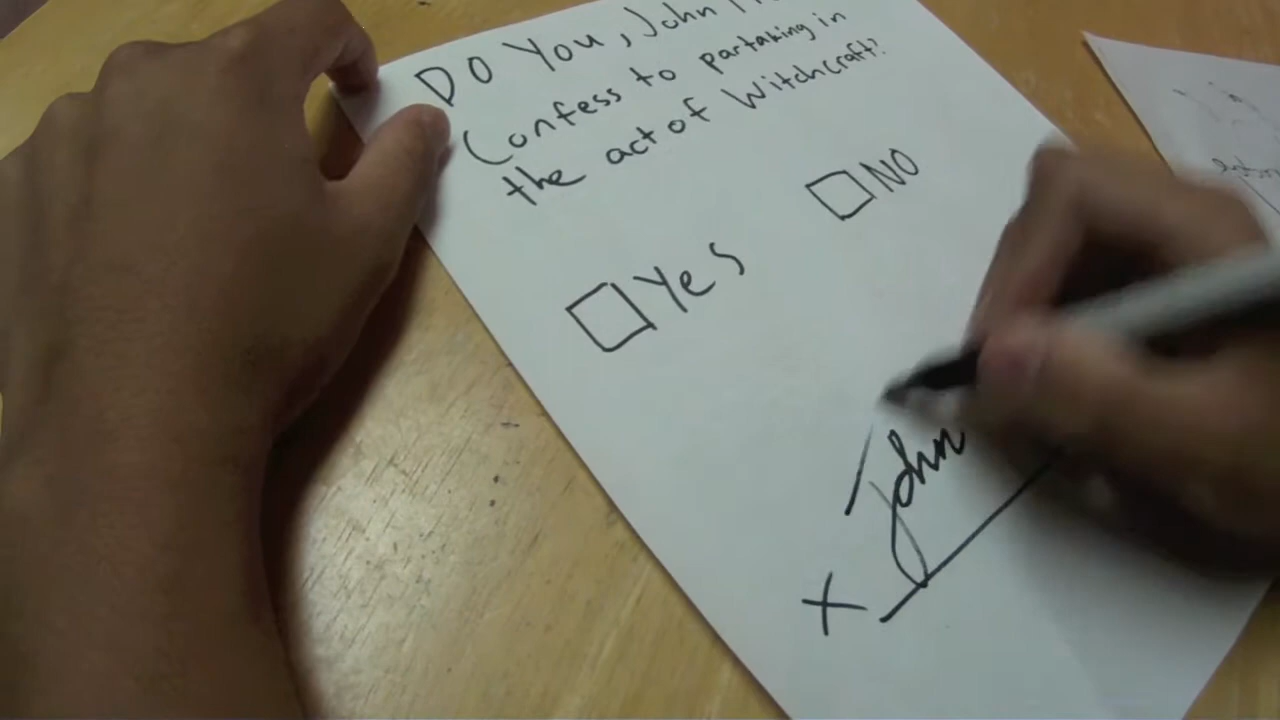 DO YOU, John
Confess to partaking in
the act of Witchcraft?
NO
Yes
X John